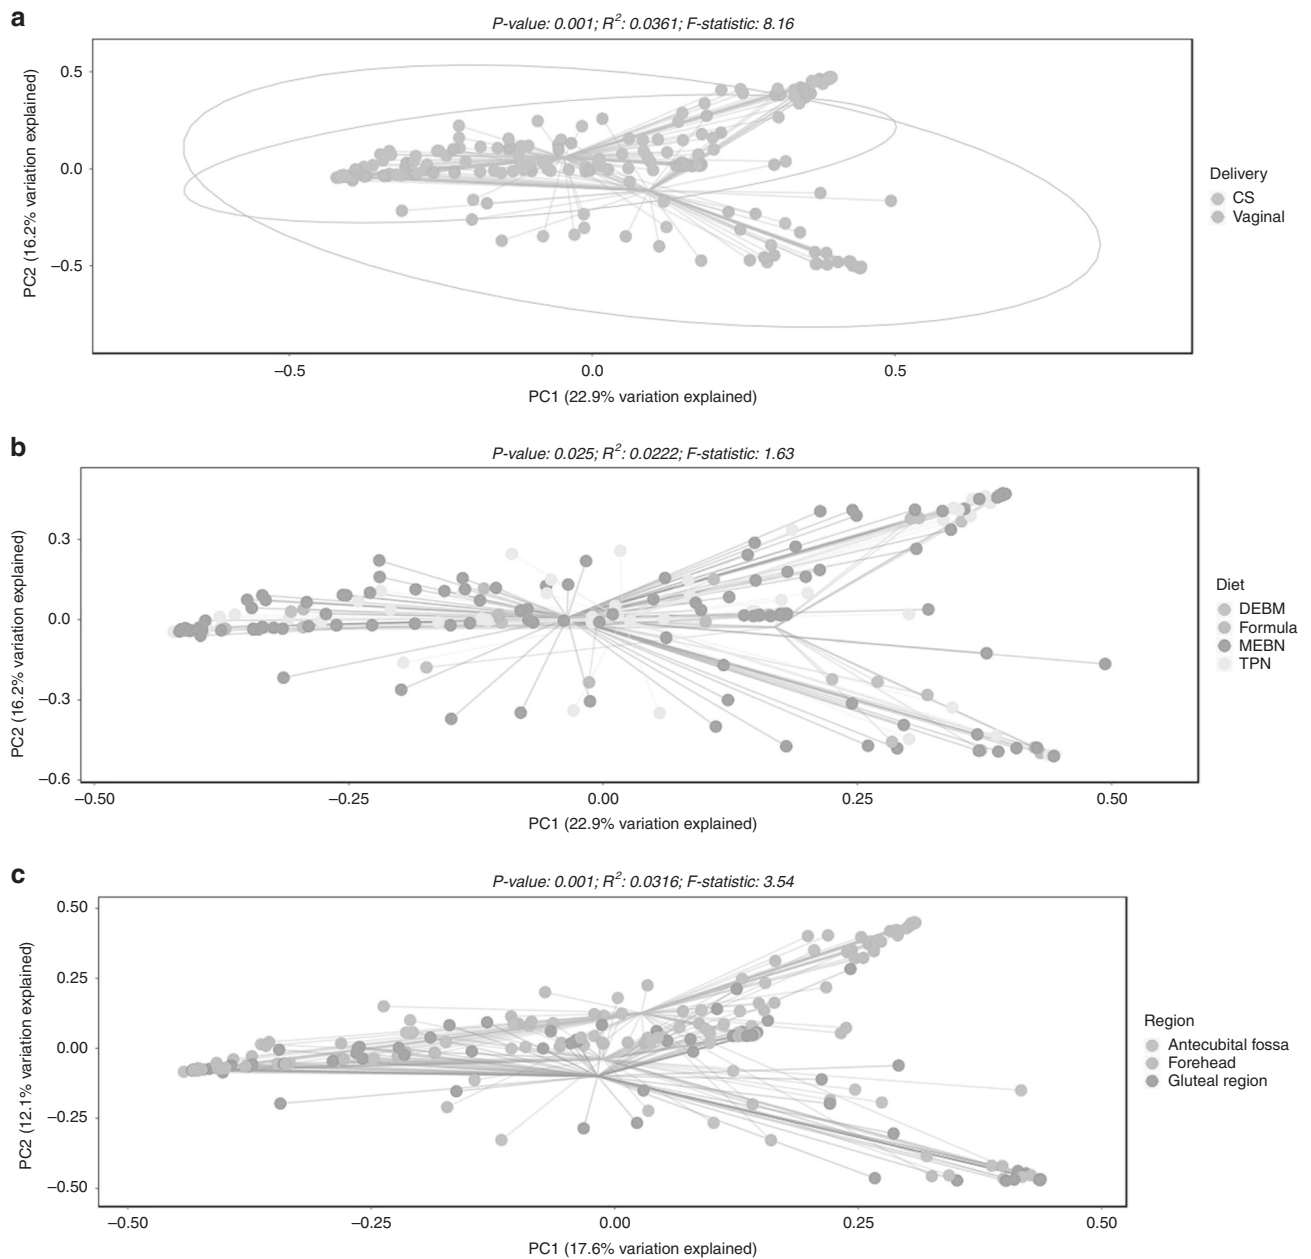 a
P-value: 0.001; R²: 0.0361; F-statistic: 8.16
0.5
0.0
–0.5
PC2 (16.2% variation explained)
–0.5
0.0
0.5
PC1 (22.9% variation explained)
Delivery
CS
Vaginal
b
P-value: 0.025; R²: 0.0222; F-statistic: 1.63
0.3
0.0
–0.3
–0.6
PC2 (16.2% variation explained)
–0.50
–0.25
0.00
0.25
0.50
PC1 (22.9% variation explained)
Diet
DEBM
Formula
MEBN
TPN
c
P-value: 0.001; R²: 0.0316; F-statistic: 3.54
0.50
0.25
0.00
–0.25
–0.50
PC2 (12.1% variation explained)
–0.50
–0.25
0.00
0.25
0.50
PC1 (17.6% variation explained)
Region
Antecubital fossa
Forehead
Gluteal region